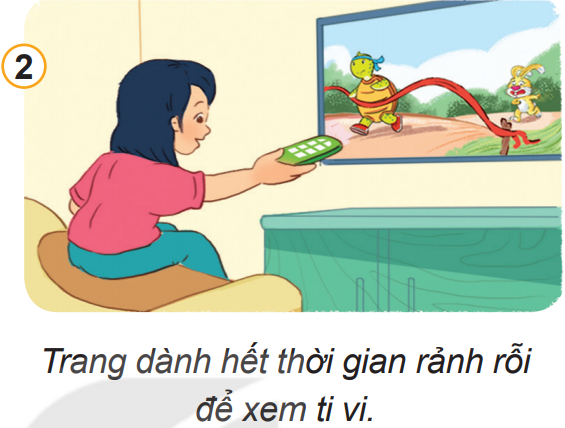 2
Trang dành hết thời gian rảnh rỗi
để xem ti vi.